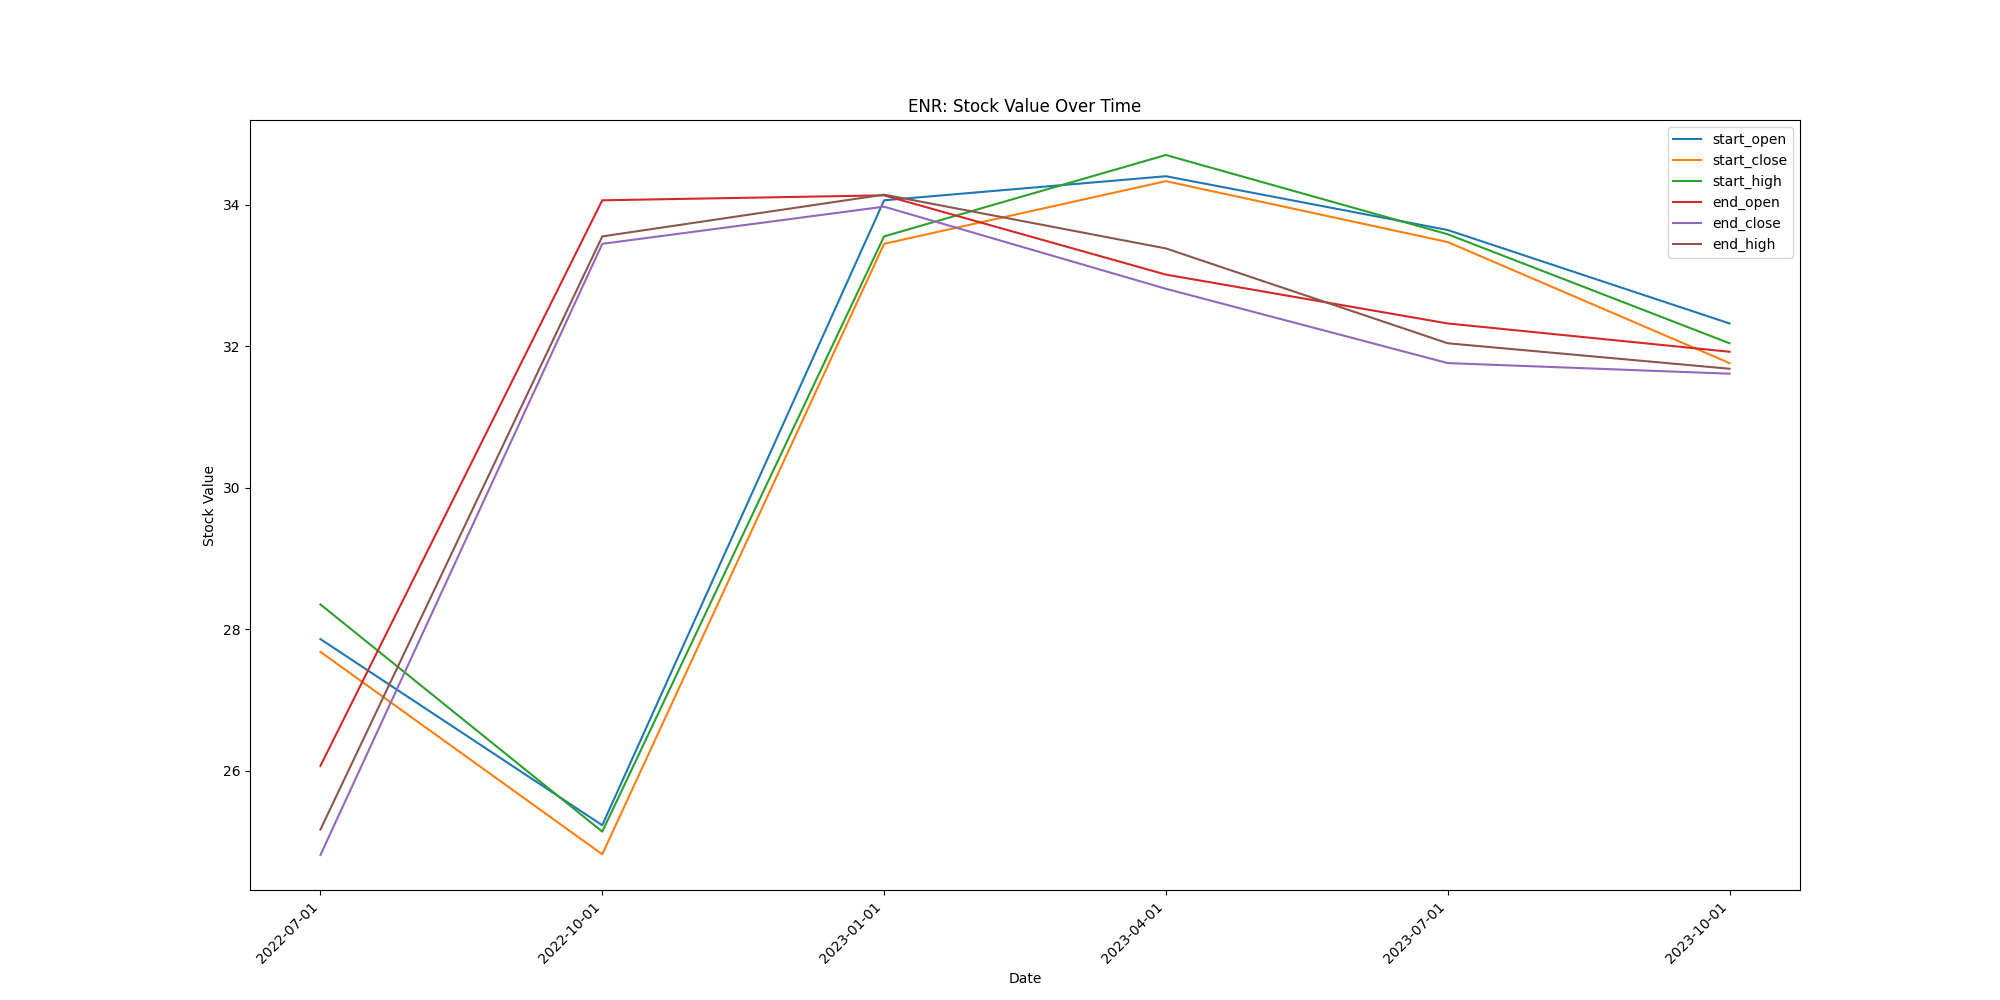 ENR: Stock Value Over Time
start_open
start_close
start_high
end_open
end_close
end_high
34
32
30
28
26
Stock Value
2022-07-01
2022-10-01
2023-01-01
2023-04-01
2023-07-01
2023-10-01
Date